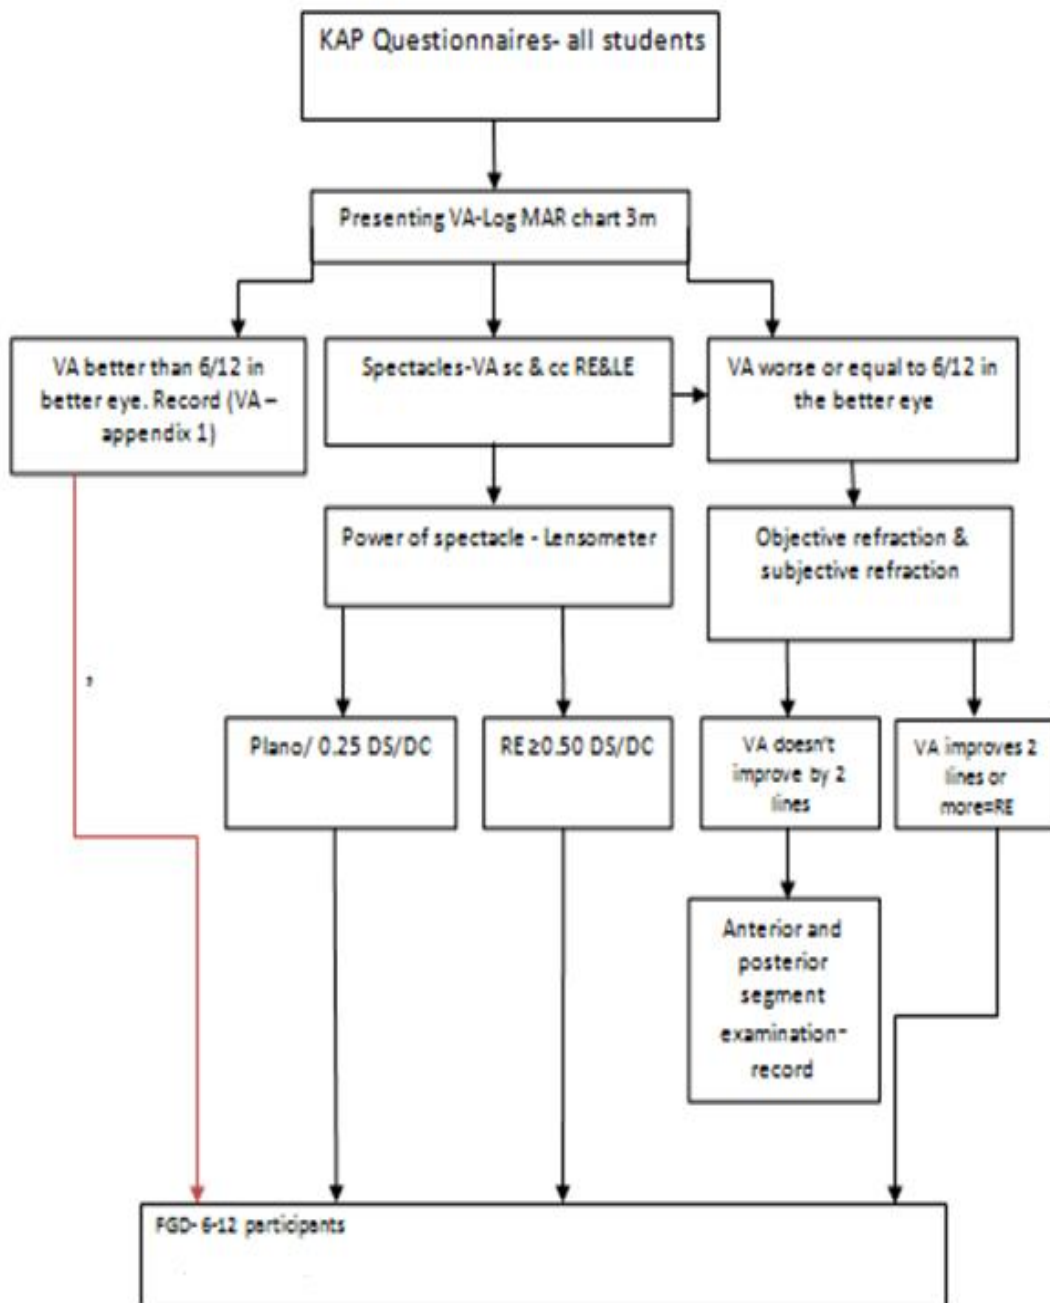 KAP Questionnaires- all students
Presenting VA-Log MAR chart 3m
VA better than 6/12 in
better eye. Record (VA –
appendix 1)
Spectacles-VA sc & cc RE&LE
VA worse or equal to 6/12 in
the better eye
Power of spectacle - Lensometer
Objective refraction &
subjective refraction
,
Plano/ 0.25 DS/DC
RE ≥0.50 DS/DC
VA doesn't
improve by 2
lines
VA improves 2
lines or
more=RE
Anterior and
posterior
segment
examination-
record
FGD- 6-12 participants